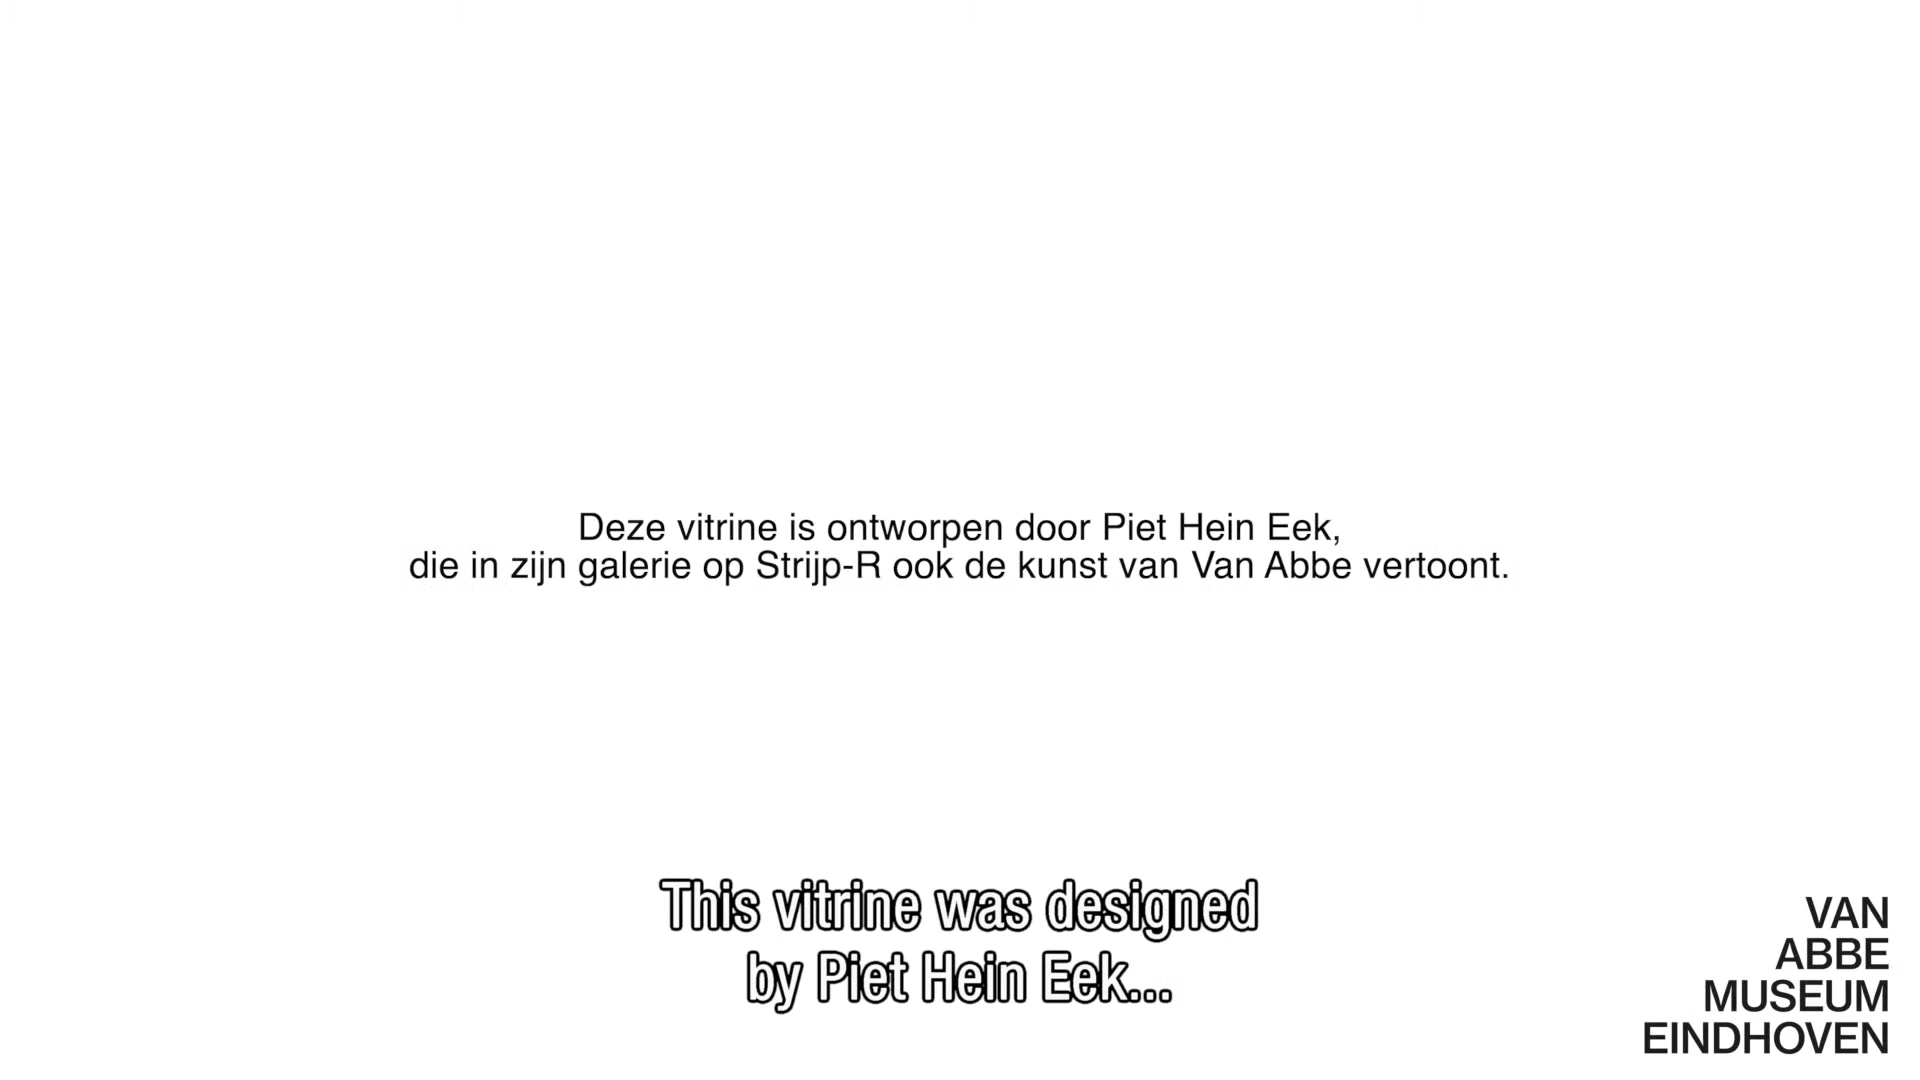 Deze vitrine is ontworpen door Piet Hein Eek,
die in zijn galerie op Strijp-R ook de kunst van Van Abbe vertoont.
This vitrine was designed
by Piet Hein Eek...
VAN
ABBE
MUSEUM
EINDHOVEN